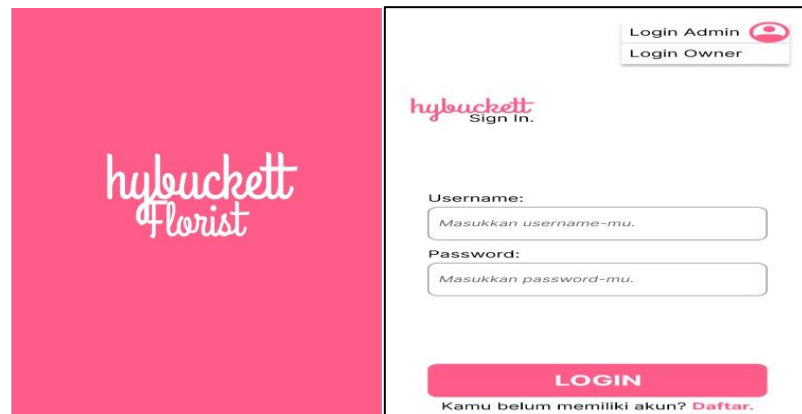 hybuckett
Florist
Login Admin
Login Owner
hybuckett
Sign In.
Username:
Masukkan username-mu.
Password:
Masukkan password-mu.
LOGIN
Kamu belum memiliki akun? Daftar.